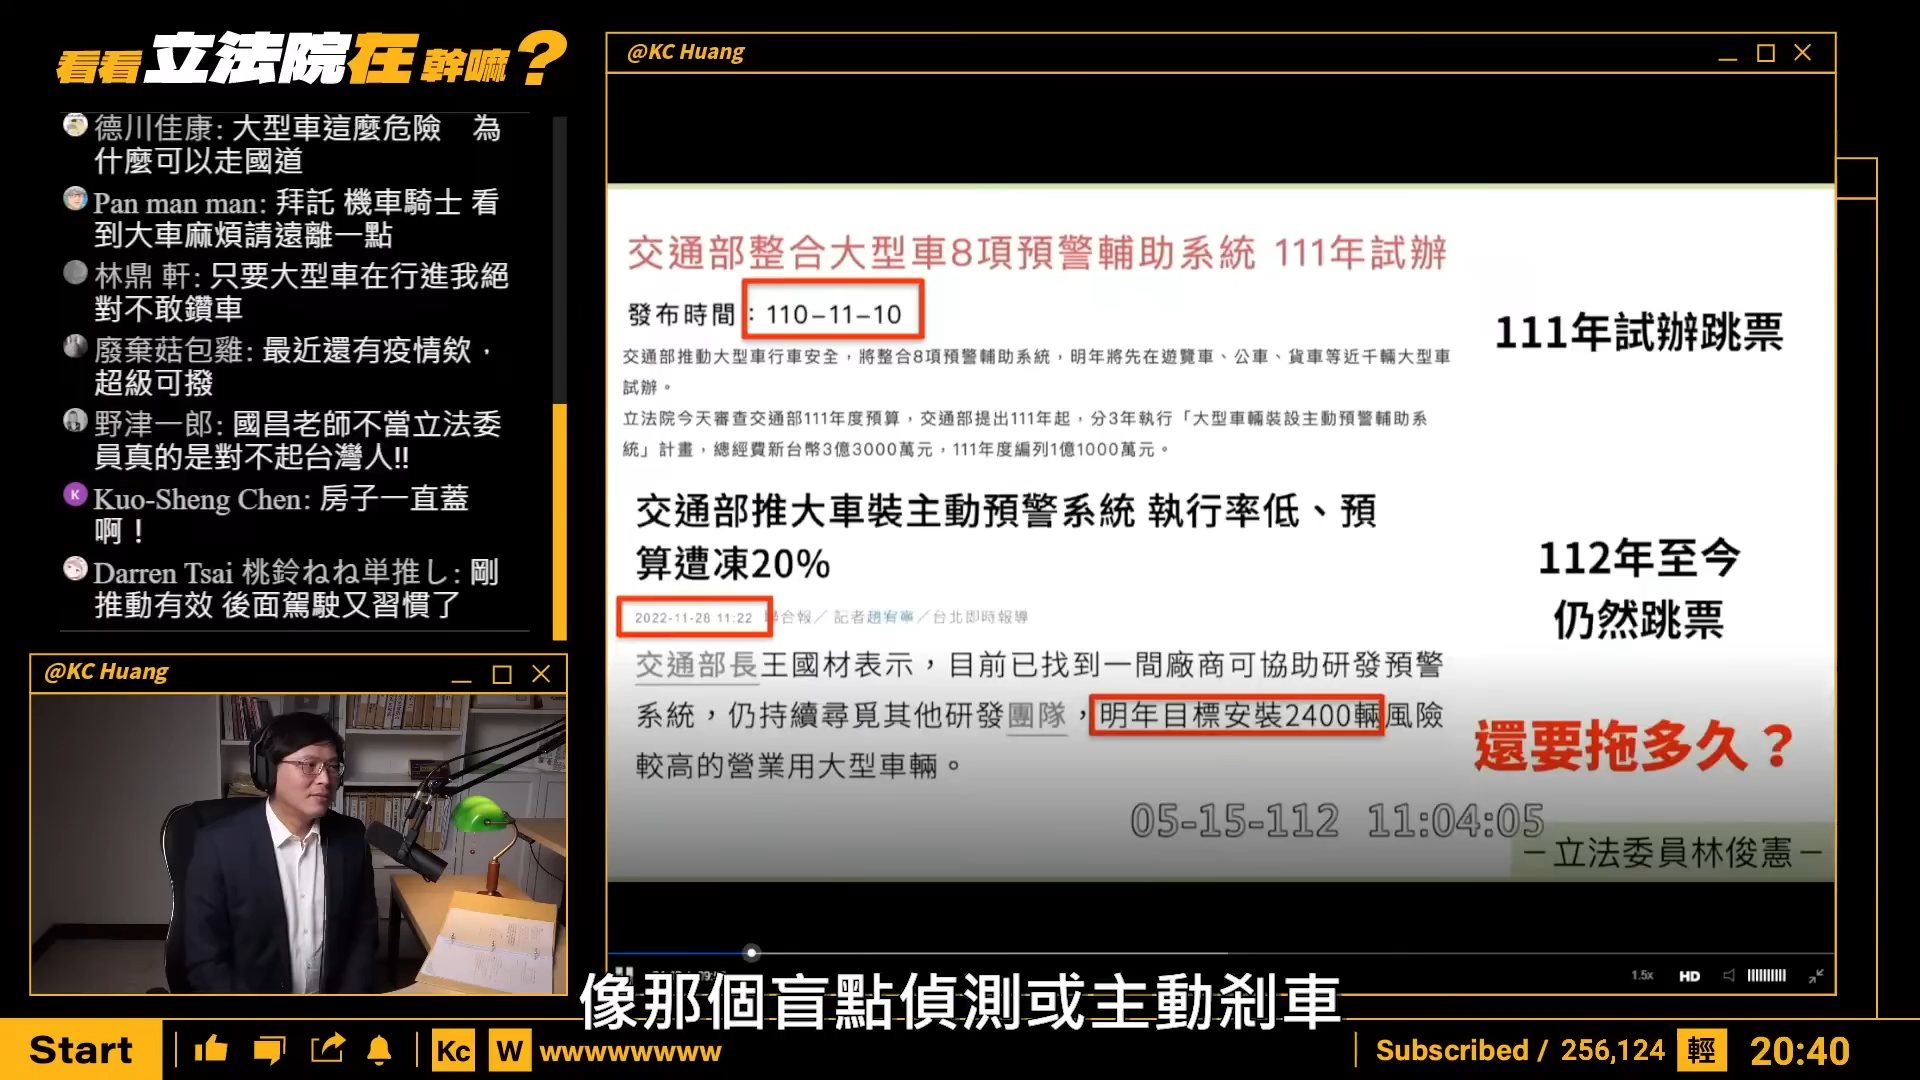 看看立法院在幹嘛?
德川佳康: 大型車這麼危險 為
什麼可以走國道
Pan man man: 拜託 機車騎士 看
到大車麻煩請遠離一點
林鼎 軒: 只要大型車在行進我絕
對不敢鑽車
廢棄菇包雞: 最近還有疫情欸，
超級可撥
野津一郎: 國昌老師不當立法委
員真的是對不起台灣人!!
Kuo-Sheng Chen: 房子一直蓋
啊！
Darren Tsai 桃鈴ねね単推し: 剛
推動有效 後面駕駛又習慣了
@KC Huang
@KC Huang
交通部整合大型車8項預警輔助系統 111年試辦
發布時間：110-11-10
交通部推動大型車行車安全，將整合8項預警輔助系統，明年將先在遊覽車、公車、貨車等近千輛大型車
試辦。
立法院今天審查交通部111年度預算，交通部提出111年起，分3年執行「大型車輛裝設主動預警輔助系
統」計畫，總經費新台幣3億3000萬元，111年度編列1億1000萬元。
111年試辦跳票
交通部推大車裝主動預警系統 執行率低、預
算遭凍20%
2022-11-28 11:22 聯合報／記者趙宥寧／台北即時報導
交通部長王國材表示，目前已找到一間廠商可協助研發預警
系統，仍持續尋覓其他研發團隊，明年目標安裝2400輛風險
較高的營業用大型車輛。
112年至今
仍然跳票
還要拖多久？
05-15-112 11:04:05
－立法委員林俊憲－
1.5x HD
像那個盲點偵測或主動剎車
Start
Kc W wwwwwwwww
Subscribed / 256,124 輕 20:40